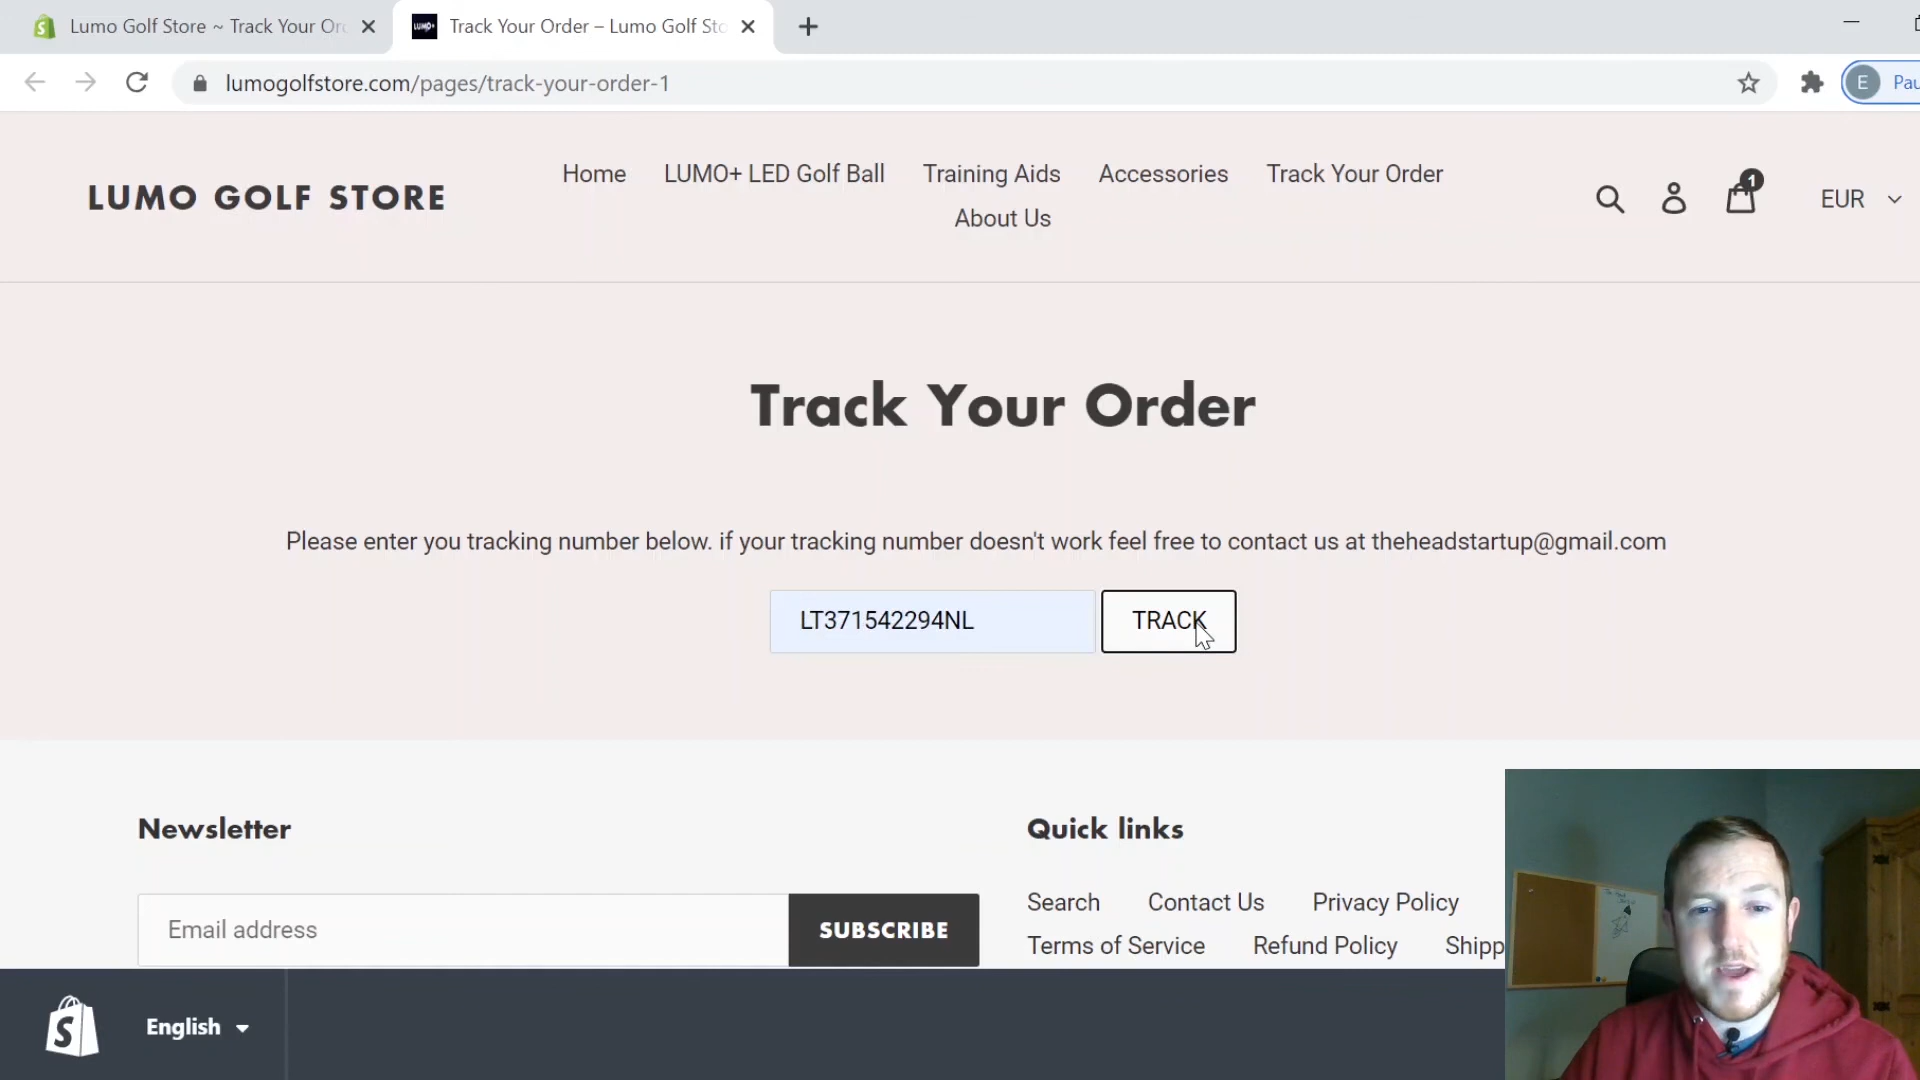 Lumo Golf Store ~ Track Your Or
LUMO+
Track Your Order – Lumo Golf Sto
lumogolfstore.com/pages/track-your-order-1
E
Pau
LUMO GOLF STORE
Home LUMO+ LED Golf Ball Training Aids Accessories Track Your Order
About Us
1
EUR
Track Your Order
Please enter you tracking number below. if your tracking number doesn't work feel free to contact us at theheadstartup@gmail.com
LT371542294NL
TRACK
Newsletter
Email address
SUBSCRIBE
Quick links
Search Contact Us Privacy Policy
Terms of Service Refund Policy Shipp
English